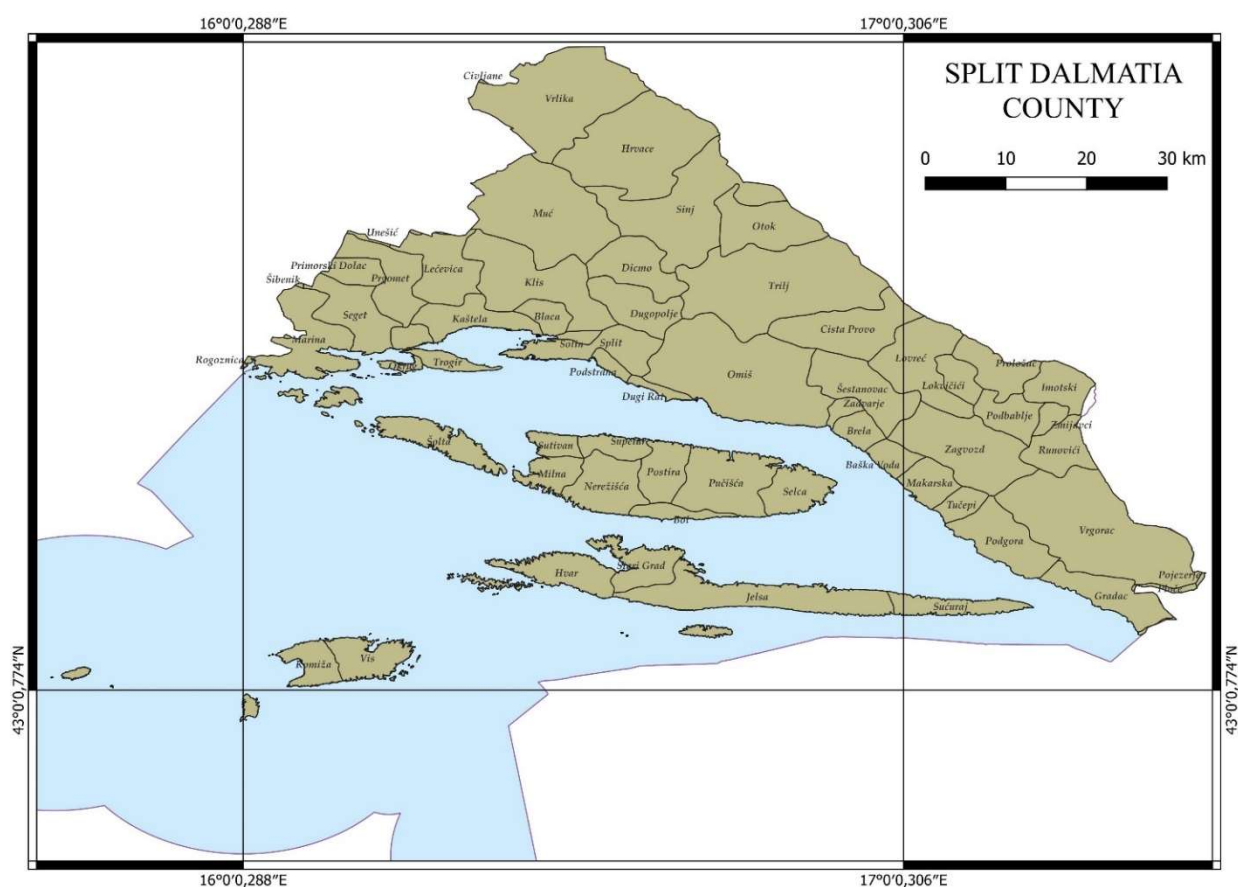 16°0'0,288"E
17°0'0,306"E
SPLIT DALMATIA
COUNTY
0 10 20 30 km
Civljane
Vrlika
Hrvace
Muć
Sinj
Otok
Unešić
Primorski Dolac
Prgomet
Lećevica
Dicmo
Šibenik
Klis
Trilj
Seget
Kaštela
Blaca
Dugopolje
Cista Provo
Marina
Solin
Split
Rogoznica
Okrug
Trogir
Podstrana
Omiš
Lovreć
Proložac
Šestanovac
Lokvičići
Imotski
Dugi Rat
Zadvarje
Podbablje
Zmijavci
Brela
Šolta
Sutivan
Supetar
Zagvozd
Runovići
Baška Voda
Milna
Nerežišća
Postira
Pučišća
Selca
Makarska
Tučepi
Bol
Podgora
Vrgorac
Hvar
Stari Grad
Pojezerje
Ploče
Jelsa
Sućuraj
Gradac
Komiža
Vis
43°0'0,774"N
43°0'0,774"N
16°0'0,288"E
17°0'0,306"E